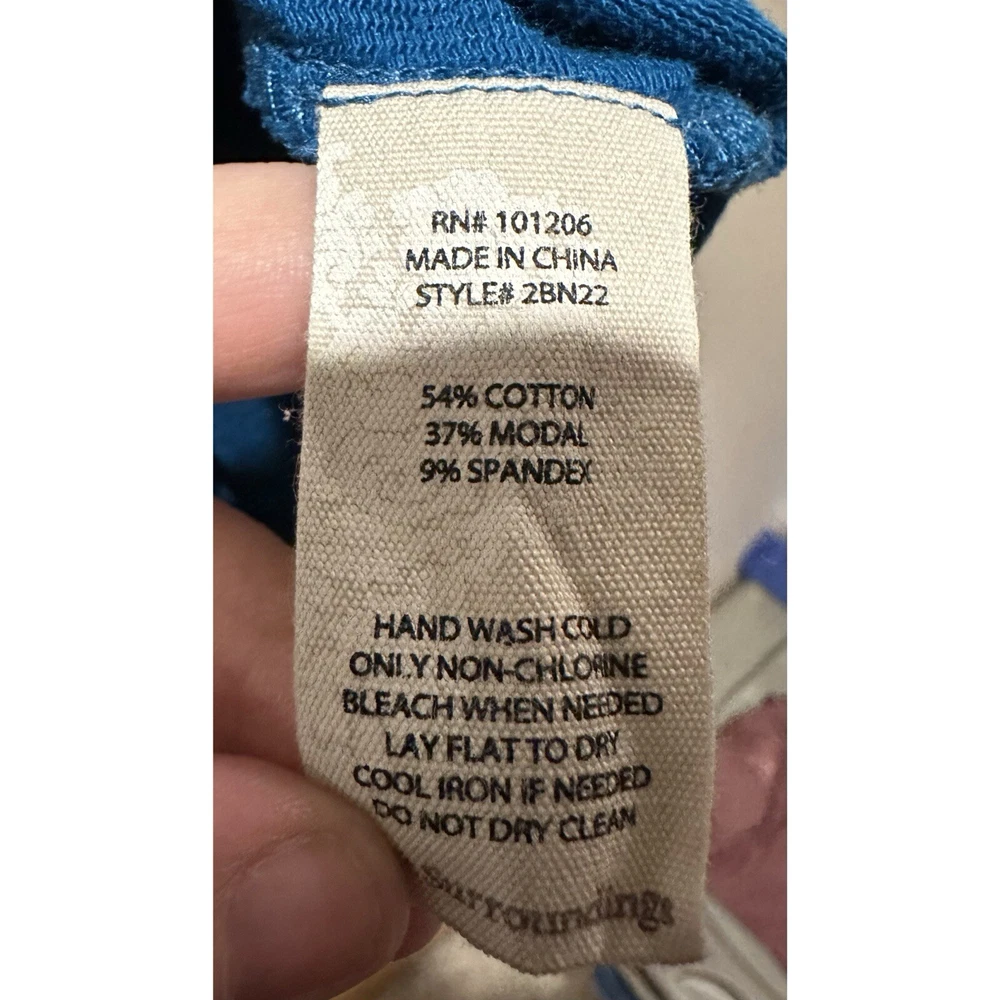 RN# 101206
MADE IN CHINA
STYLE# 2BN22
54% COTTON
37% MODAL
9% SPANDEX
HAND WASH COLD
ONLY NON-CHLORINE
BLEACH WHEN NEEDED
LAY FLAT TO DRY
COOL IRON IF NEEDED
DO NOT DRY CLEAN
surroundings